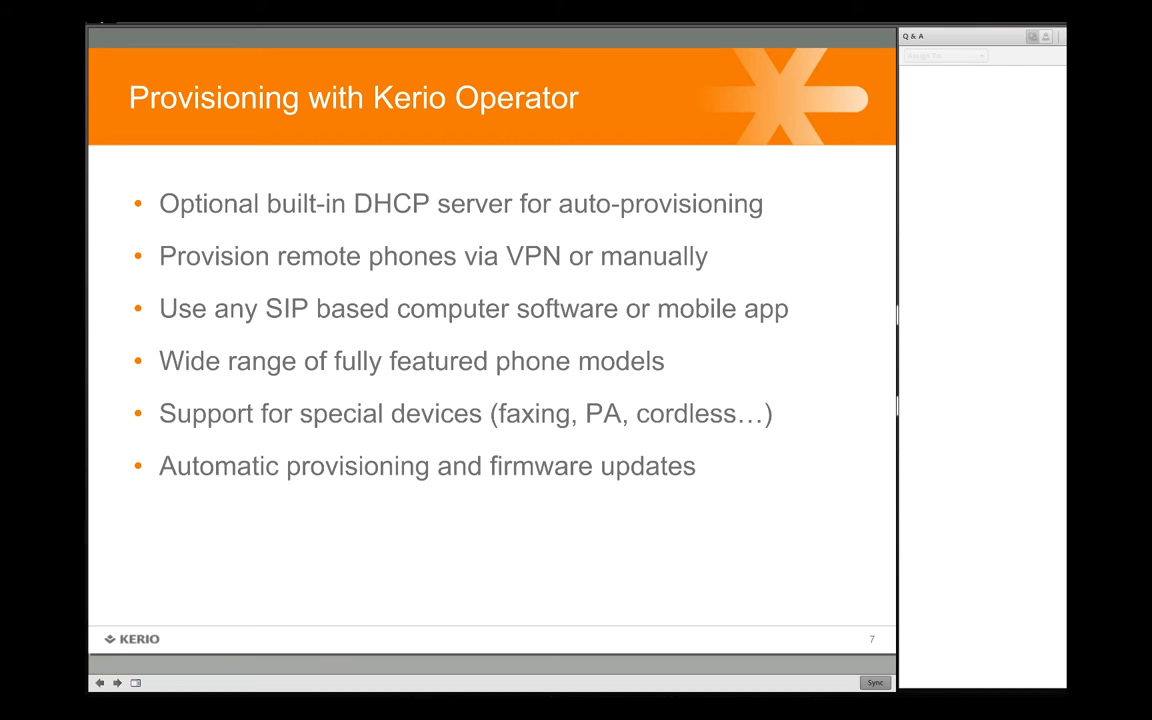 Q & A
Assign To:
Provisioning with Kerio Operator
• Optional built-in DHCP server for auto-provisioning
• Provision remote phones via VPN or manually
• Use any SIP based computer software or mobile app
• Wide range of fully featured phone models
• Support for special devices (faxing, PA, cordless…)
• Automatic provisioning and firmware updates
KERIO
7
Sync